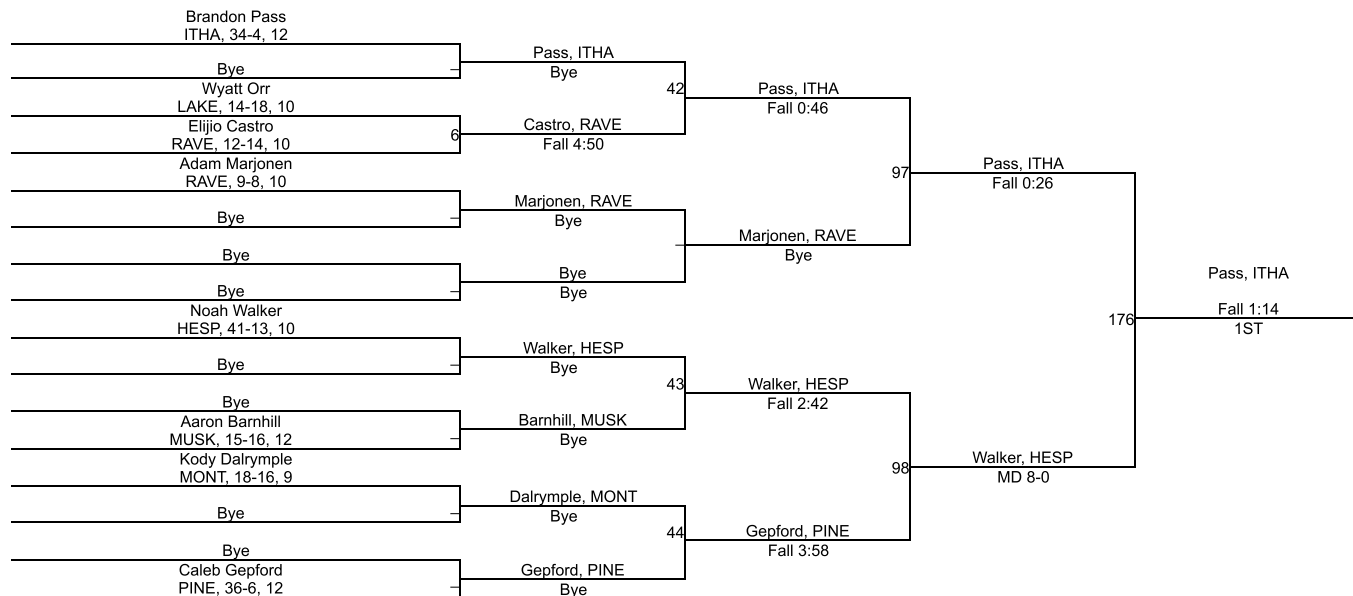 Brandon Pass
ITHA, 34-4, 12
Bye
Wyatt Orr
LAKE, 14-18, 10
Elijio Castro
RAVE, 12-14, 10
Adam Marjonen
RAVE, 9-8, 10
Bye
Bye
Bye
Noah Walker
HESP, 41-13, 10
Bye
Bye
Aaron Barnhill
MUSK, 15-16, 12
Kody Dalrymple
MONT, 18-16, 9
Bye
Bye
Caleb Gepford
PINE, 36-6, 12
6
Pass, ITHA
Bye
Castro, RAVE
Fall 4:50
Marjonen, RAVE
Bye
Bye
Bye
Walker, HESP
Bye
Barnhill, MUSK
Bye
Dalrymple, MONT
Bye
Gepford, PINE
Bye
42
43
44
Pass, ITHA
Fall 0:46
Marjonen, RAVE
Bye
Walker, HESP
Fall 2:42
Gepford, PINE
Fall 3:58
97
98
Pass, ITHA
Fall 0:26
Walker, HESP
MD 8-0
176
Pass, ITHA
Fall 1:14
1ST